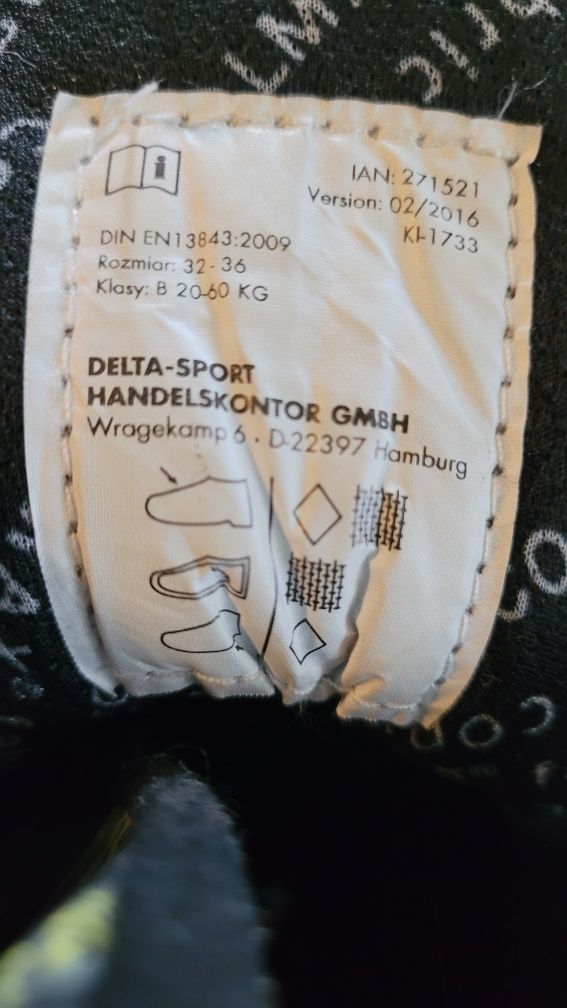 IAN: 271521
Version: 02/2016
KI-1733
DIN EN13843:2009
Rozmiar: 32-36
Klasy: B 20-60 KG
DELTA-SPORT
HANDELSKONTOR GMBH
Wragekamp 6 · D-22397 Hamburg